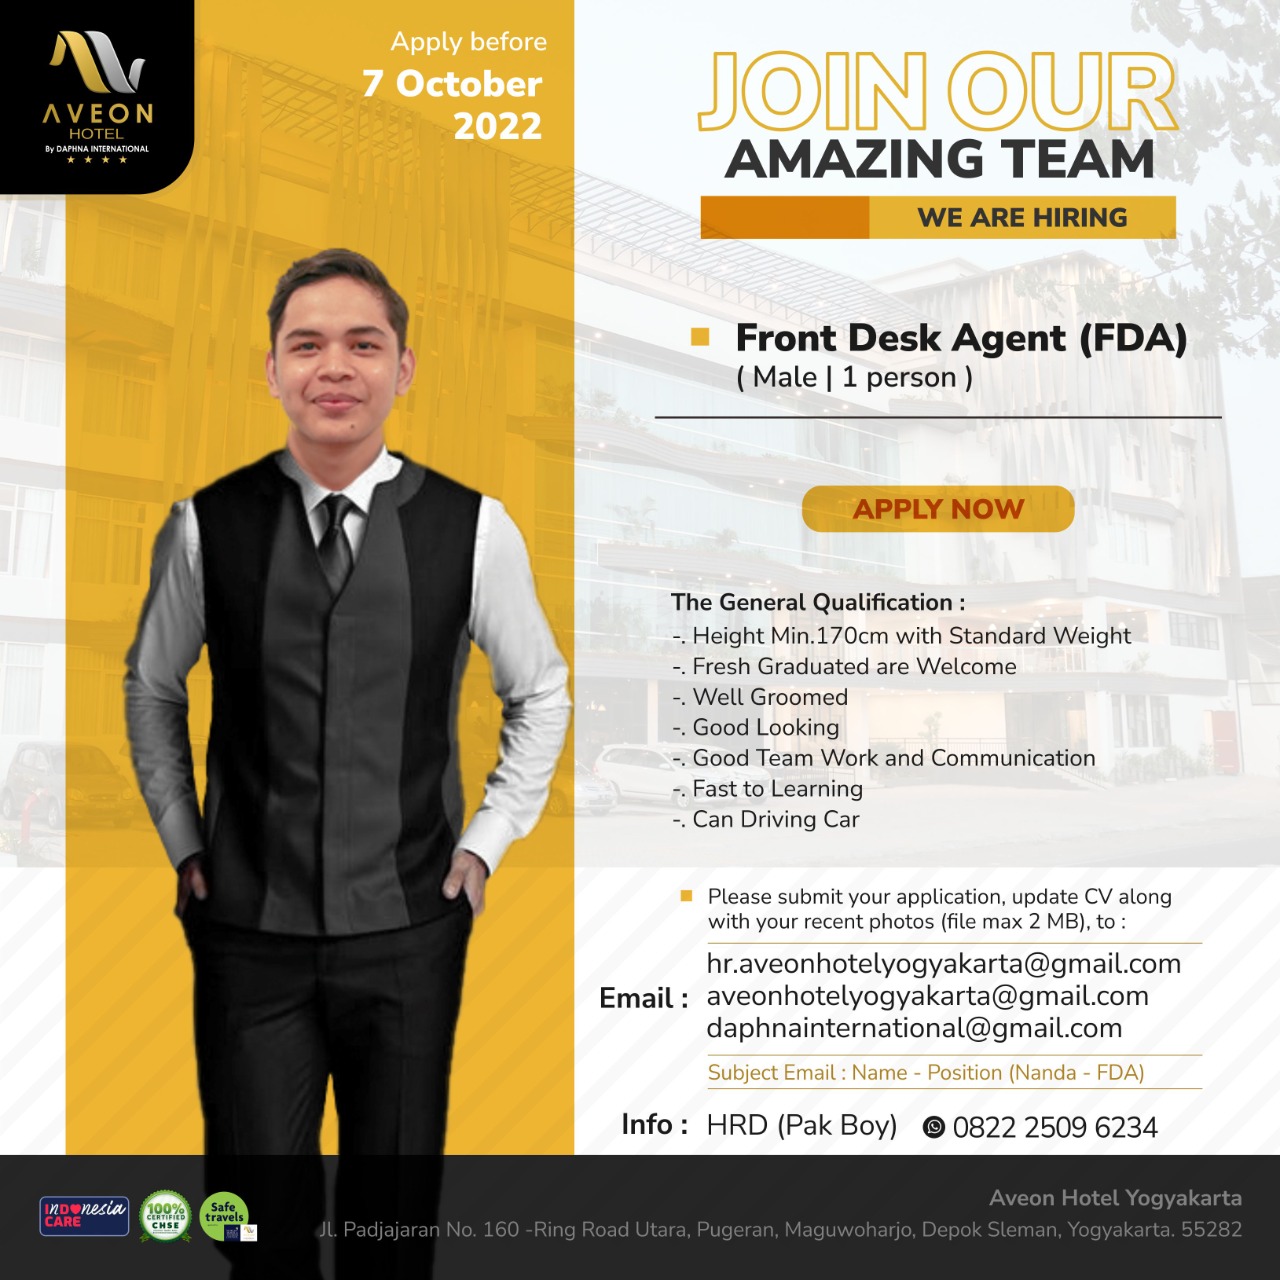 AVEON
HOTEL
By DAPHNA INTERNATIONAL
Apply before
7 October
2022
JOIN OUR
AMAZING TEAM
WE ARE HIRING
Front Desk Agent (FDA)
( Male | 1 person )
APPLY NOW
The General Qualification :
-. Height Min.170cm with Standard Weight
-. Fresh Graduated are Welcome
-. Well Groomed
-. Good Looking
-. Good Team Work and Communication
-. Fast to Learning
-. Can Driving Car
Please submit your application, update CV along
with your recent photos (file max 2 MB), to :
Email :
hr.aveonhotelyogyakarta@gmail.com
aveonhotelyogyakarta@gmail.com
daphnainternational@gmail.com
Subject Email : Name - Position (Nanda - FDA)
Info : HRD (Pak Boy) 0822 2509 6234
INDONesia
CARE
100%
CERTIFIED
CHSE
Safe
travels
Aveon Hotel Yogyakarta
Jl. Padjajaran No. 160 -Ring Road Utara, Pugeran, Maguwoharjo, Depok Sleman, Yogyakarta. 55282